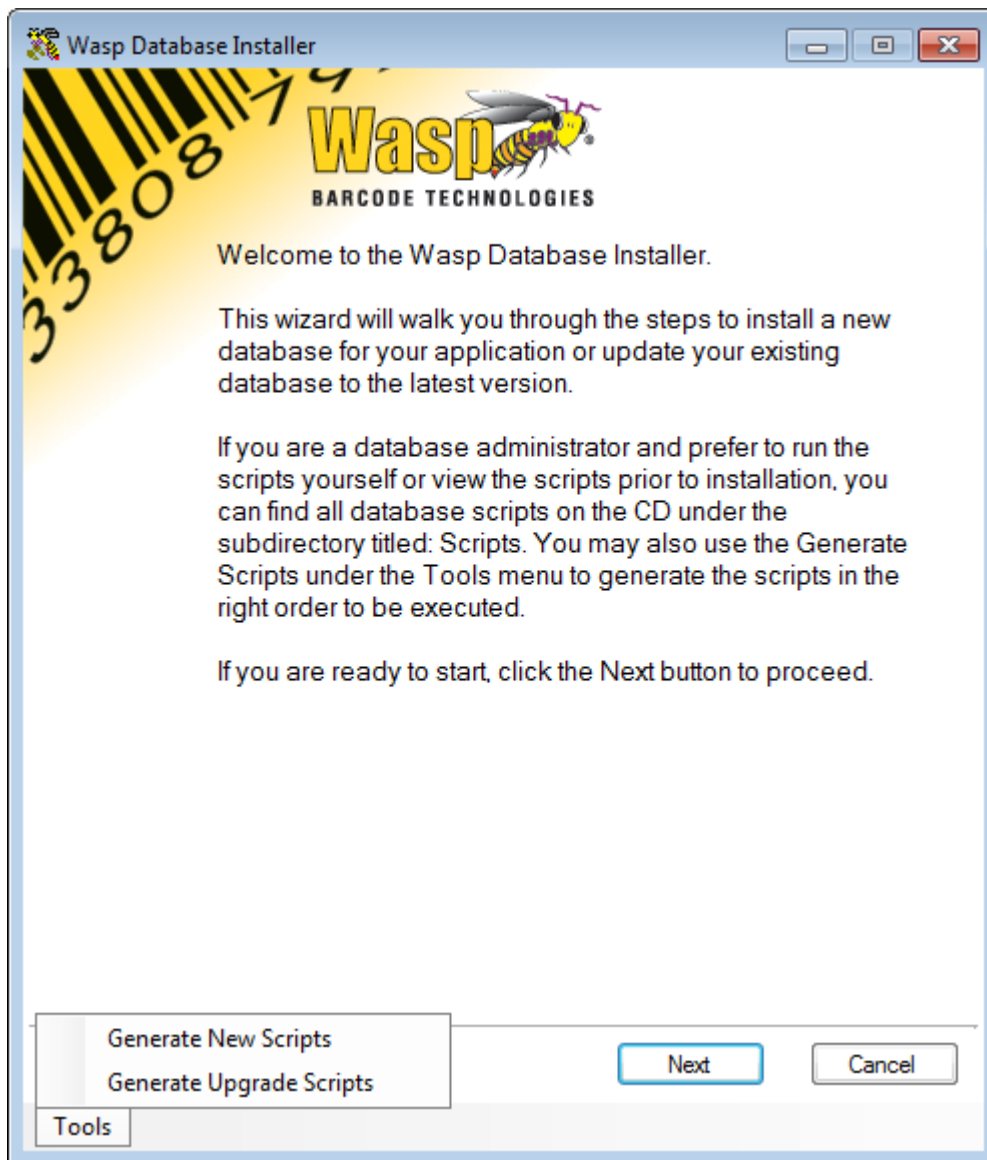 Wasp Database Installer
3380879
Wasp
BARCODE TECHNOLOGIES
Welcome to the Wasp Database Installer.
This wizard will walk you through the steps to install a new
database for your application or update your existing
database to the latest version.
If you are a database administrator and prefer to run the
scripts yourself or view the scripts prior to installation, you
can find all database scripts on the CD under the
subdirectory titled: Scripts. You may also use the Generate
Scripts under the Tools menu to generate the scripts in the
right order to be executed.
If you are ready to start, click the Next button to proceed.
Generate New Scripts
Generate Upgrade Scripts
Next
Cancel
Tools